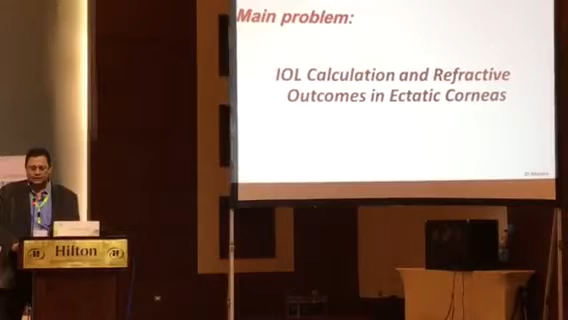 Main problem:
IOL Calculation and Refractive
Outcomes in Ectatic Corneas
Hilton